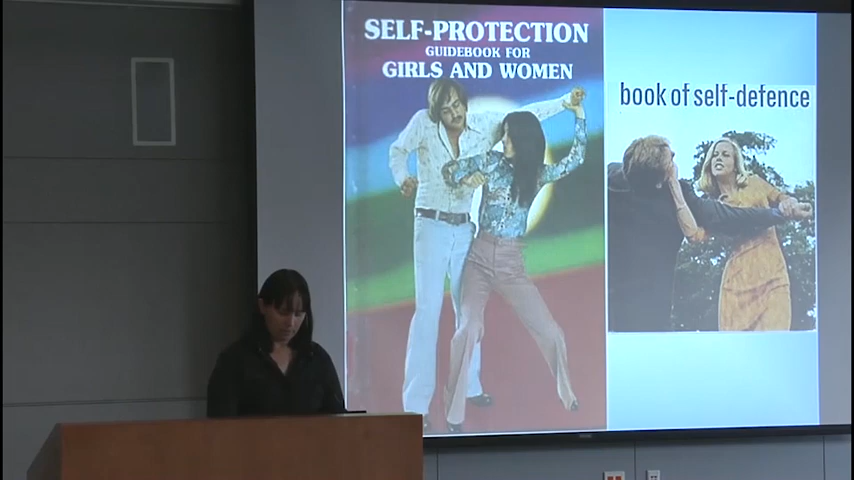 SELF-PROTECTION
GUIDEBOOK FOR
GIRLS AND WOMEN
book of self-defence